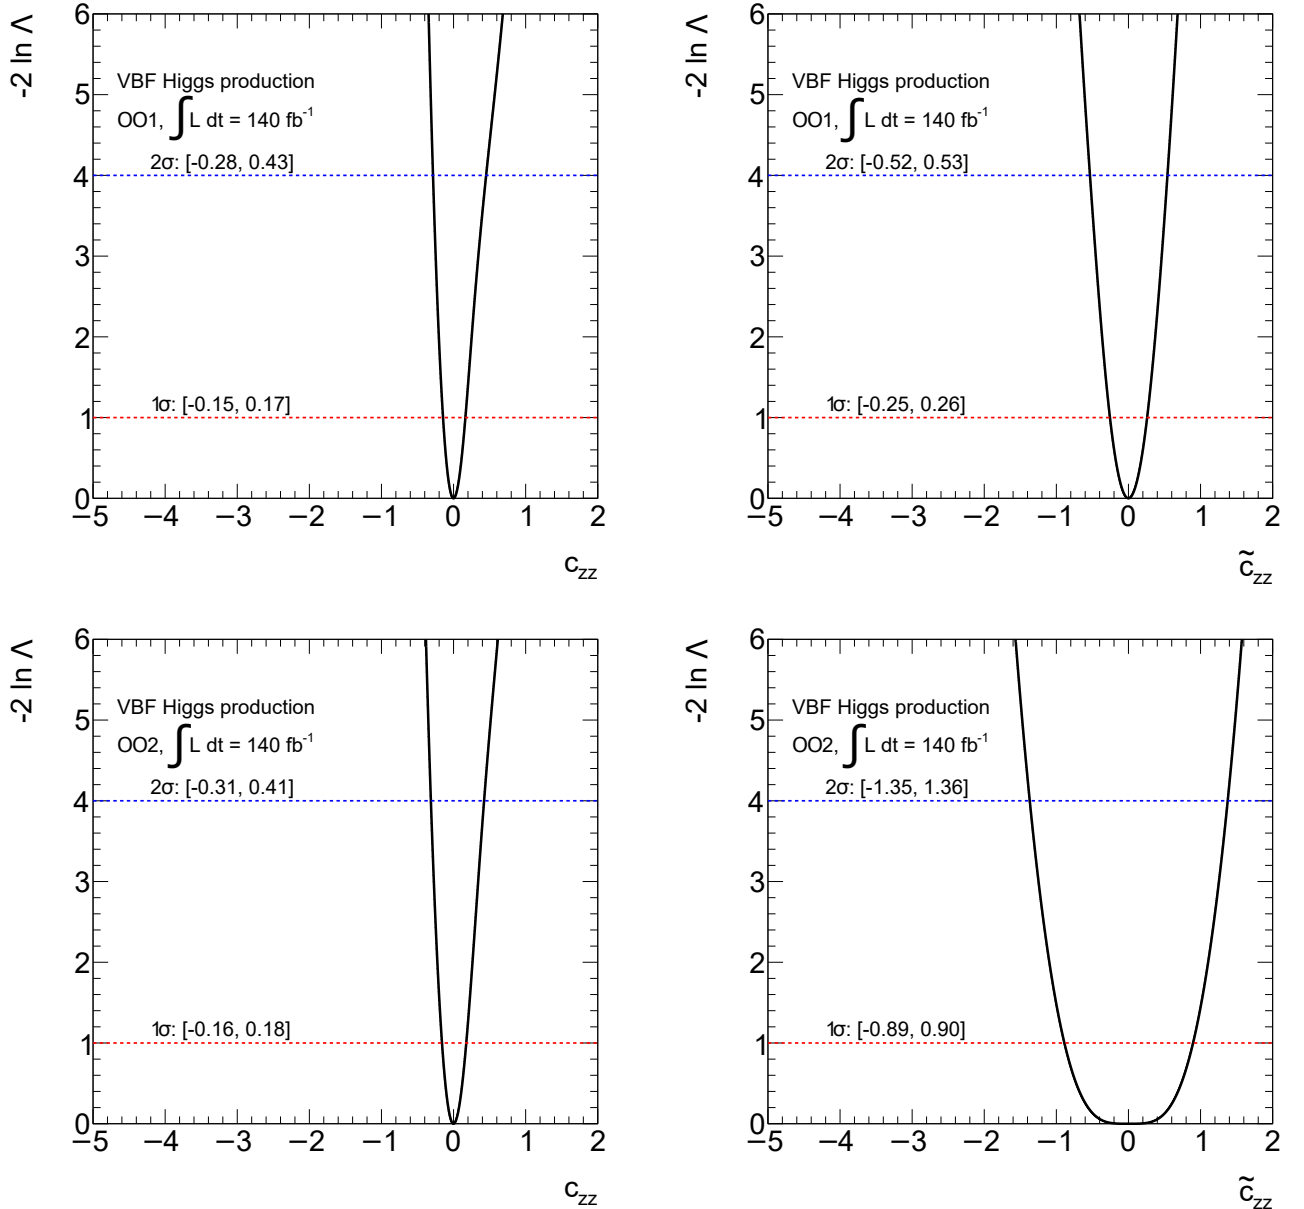 -2 ln Λ
6
5
4
3
2
1
0
VBF Higgs production
OO1, ∫L dt = 140 fb⁻¹
2σ: [-0.28, 0.43]
1σ: [-0.15, 0.17]
−5 −4 −3 −2 −1 0 1 2
c_zz
-2 ln Λ
6
5
4
3
2
1
0
VBF Higgs production
OO1, ∫L dt = 140 fb⁻¹
2σ: [-0.52, 0.53]
1σ: [-0.25, 0.26]
−5 −4 −3 −2 −1 0 1 2
c̃_zz
-2 ln Λ
6
5
4
3
2
1
0
VBF Higgs production
OO2, ∫L dt = 140 fb⁻¹
2σ: [-0.31, 0.41]
1σ: [-0.16, 0.18]
−5 −4 −3 −2 −1 0 1 2
c_zz
-2 ln Λ
6
5
4
3
2
1
0
VBF Higgs production
OO2, ∫L dt = 140 fb⁻¹
2σ: [-1.35, 1.36]
1σ: [-0.89, 0.90]
−5 −4 −3 −2 −1 0 1 2
c̃_zz